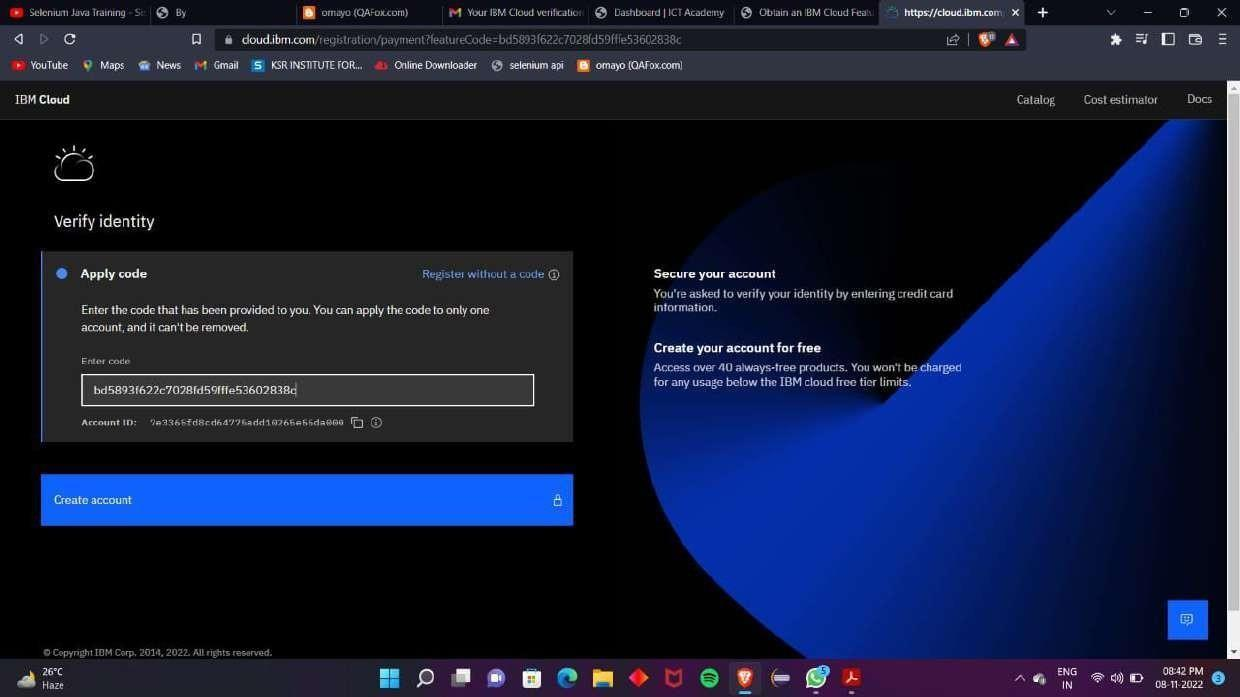 Selenium Java Training - Se
By
omayo (QAFox.com)
Your IBM Cloud verification
Dashboard | ICT Academy
Obtain an IBM Cloud Featu
https://cloud.ibm.com
cloud.ibm.com/registration/payment?featureCode=bd5893f622c7028fd59fffe53602838c
YouTube
Maps
News
Gmail
KSR INSTITUTE FOR...
Online Downloader
selenium api
omayo (QAFox.com)
IBM Cloud
Catalog
Cost estimator
Docs
Verify identity
Apply code
Register without a code
Enter the code that has been provided to you. You can apply the code to only one
account, and it can't be removed.
Enter code
bd5893f622c7028fd59fffe53602838c
Account ID:
Create account
Secure your account
You're asked to verify your identity by entering credit card
information.
Create your account for free
Access over 40 always-free products. You won't be charged
for any usage below the IBM cloud free tier limits.
© Copyright IBM Corp. 2014, 2022. All rights reserved.
26°C
Haze
5
ENG
IN
08:42 PM
08-11-2022
3